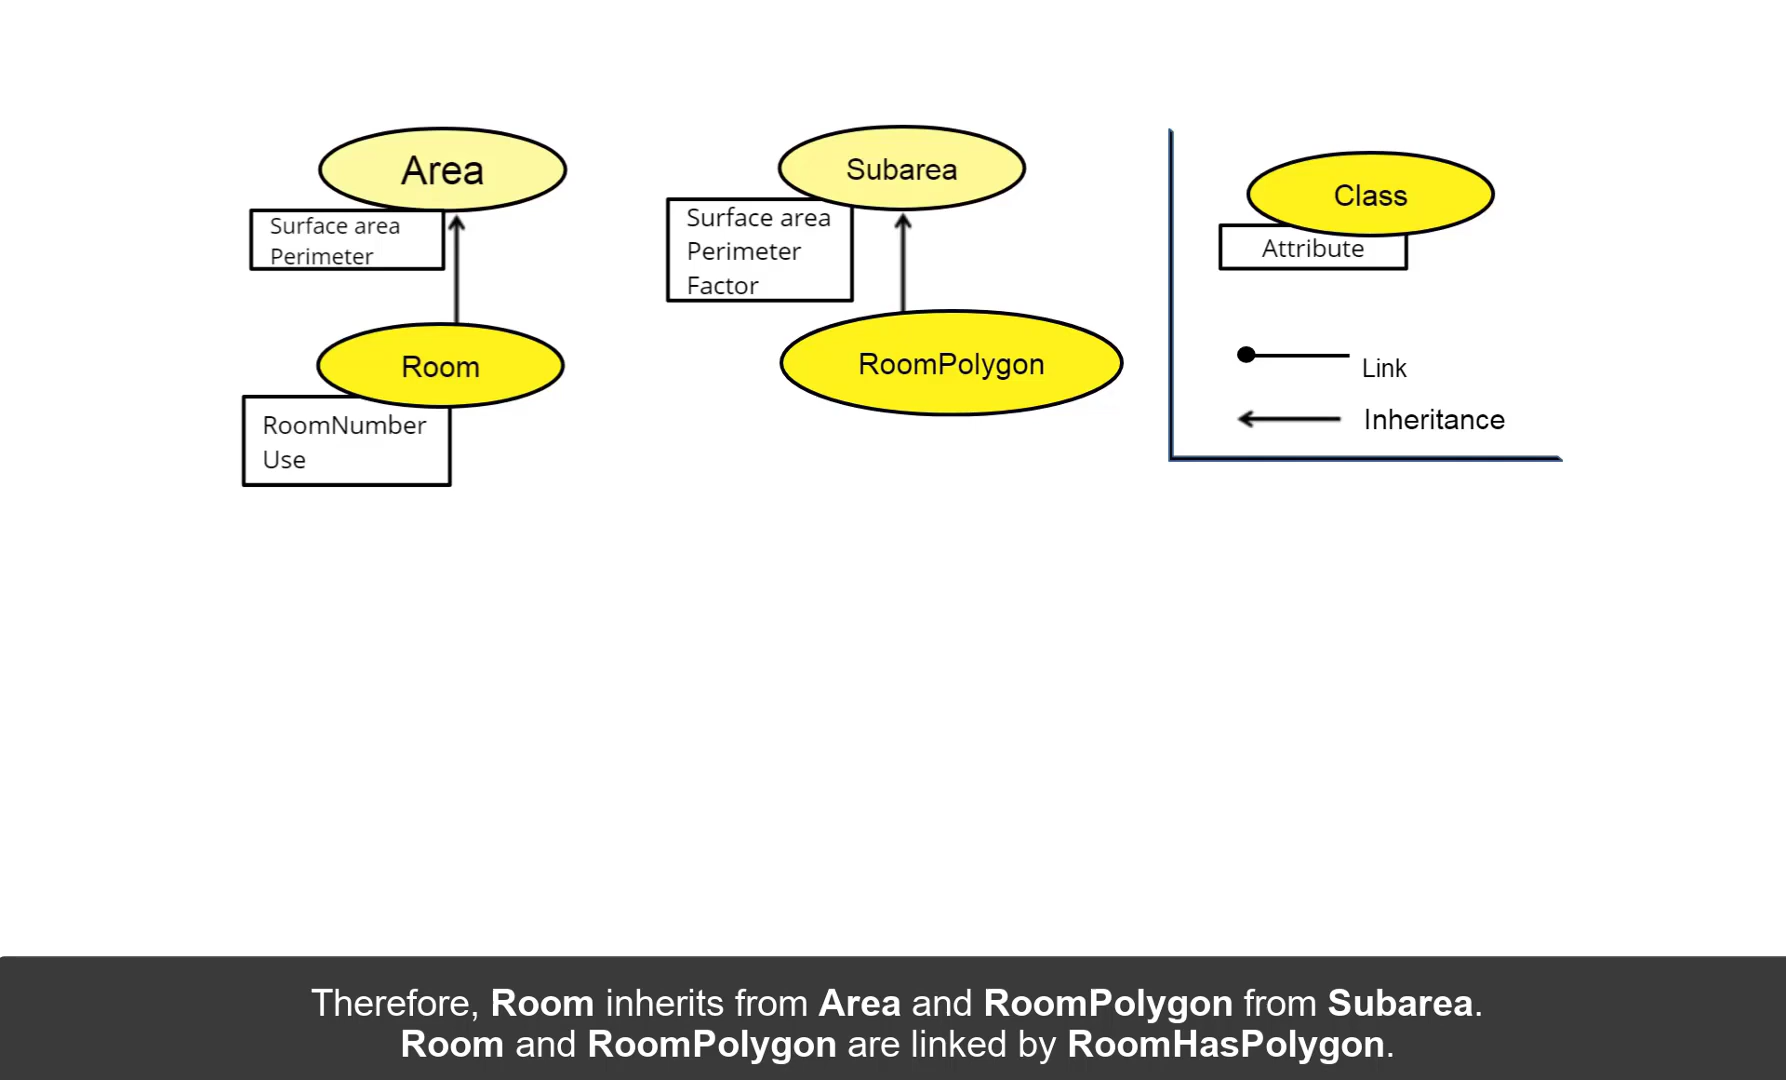 Area
Surface area
Perimeter
Room
RoomNumber
Use
Subarea
Surface area
Perimeter
Factor
RoomPolygon
Class
Attribute
Link
Inheritance
Therefore, Room inherits from Area and RoomPolygon from Subarea.
Room and RoomPolygon are linked by RoomHasPolygon.